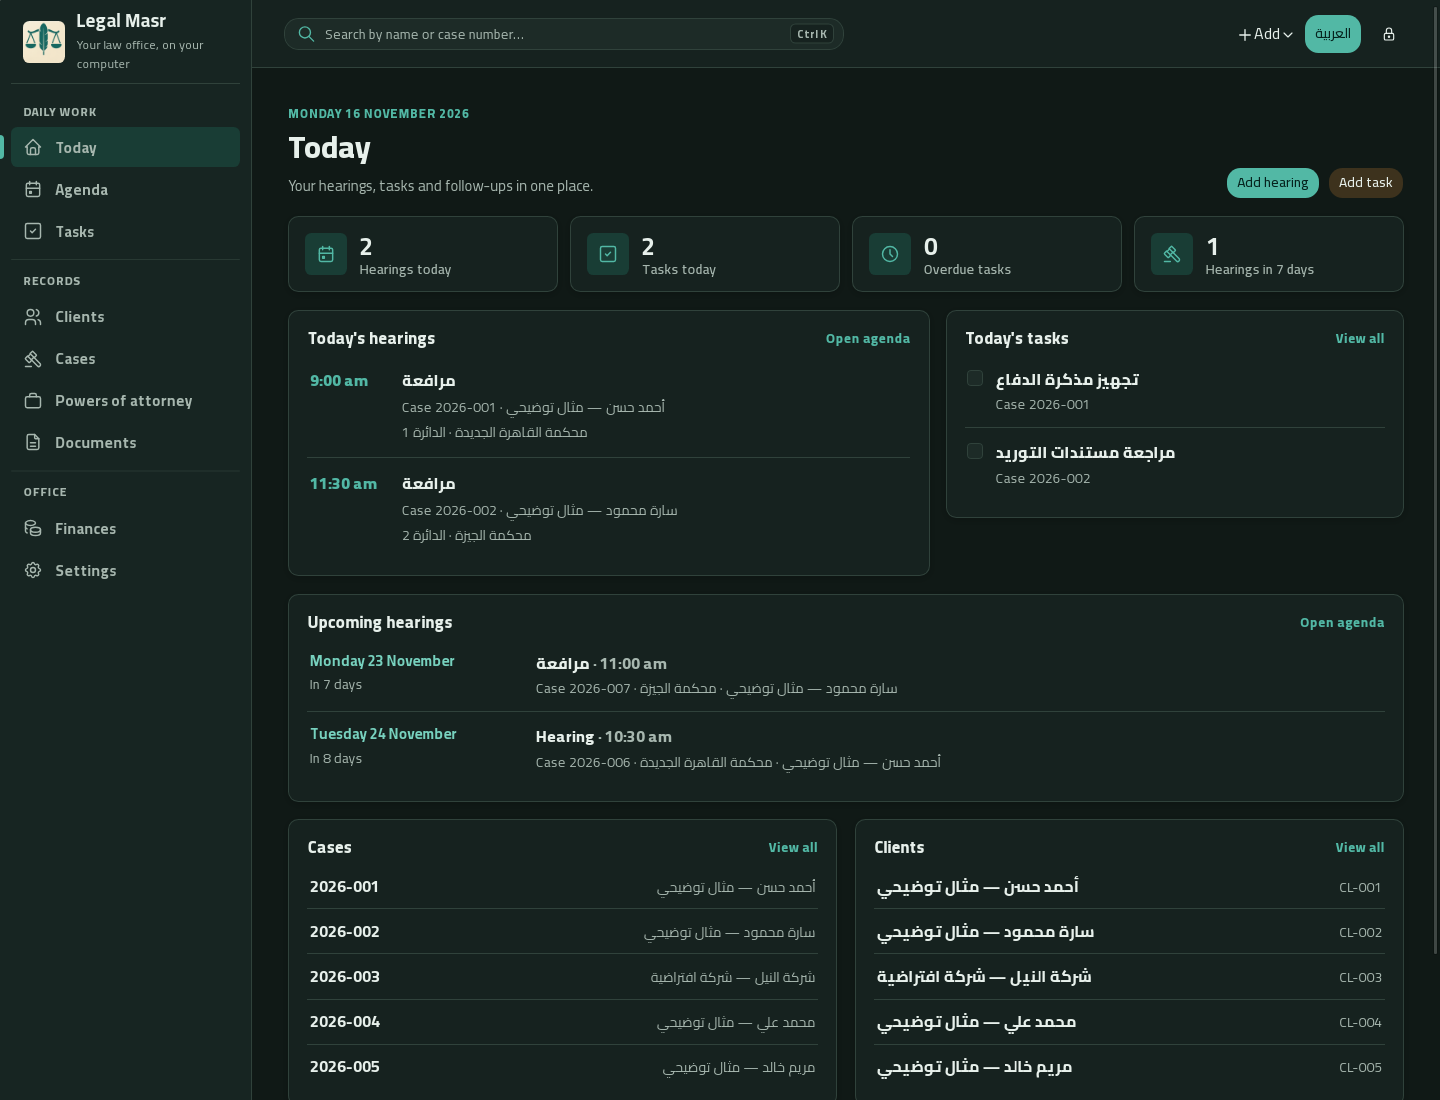 Legal Masr
Your law office, on your
computer
DAILY WORK
Today
Agenda
Tasks
RECORDS
Clients
Cases
Powers of attorney
Documents
OFFICE
Finances
Settings
Search by name or case number...
Ctrl K
Add
العربية
MONDAY 16 NOVEMBER 2026
Today
Your hearings, tasks and follow-ups in one place.
Add hearing
Add task
2
Hearings today
2
Tasks today
0
Overdue tasks
1
Hearings in 7 days
Today's hearings
Open agenda
9:00 am
مرافعة
Case 2026-001 · أحمد حسن — مثال توضيحي
محكمة القاهرة الجديدة · الدائرة 1
11:30 am
مرافعة
Case 2026-002 · سارة محمود — مثال توضيحي
محكمة الجيزة · الدائرة 2
Today's tasks
View all
تجهيز مذكرة الدفاع
Case 2026-001
مراجعة مستندات التوريد
Case 2026-002
Upcoming hearings
Open agenda
Monday 23 November
In 7 days
مرافعة · 11:00 am
Case 2026-007 · سارة محمود — مثال توضيحي · محكمة الجيزة
Tuesday 24 November
In 8 days
Hearing · 10:30 am
Case 2026-006 · أحمد حسن — مثال توضيحي · محكمة القاهرة الجديدة
Cases
View all
2026-001 أحمد حسن — مثال توضيحي
2026-002 سارة محمود — مثال توضيحي
2026-003 شركة النيل — شركة افتراضية
2026-004 محمد علي — مثال توضيحي
2026-005 مريم خالد — مثال توضيحي
Clients
View all
أحمد حسن — مثال توضيحي CL-001
سارة محمود — مثال توضيحي CL-002
شركة النيل — شركة افتراضية CL-003
محمد علي — مثال توضيحي CL-004
مريم خالد — مثال توضيحي CL-005